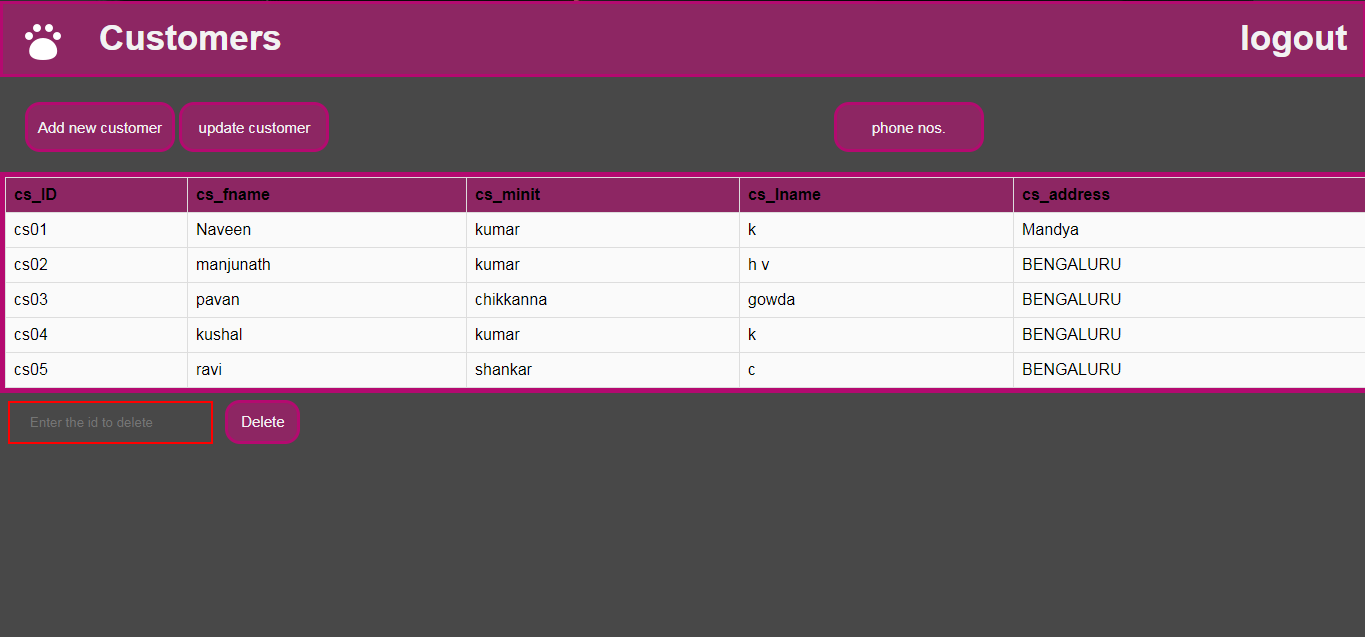 Customers logout
Add new customer update customer phone nos.
cs_ID cs_fname cs_minit cs_lname cs_address
cs01 Naveen kumar k Mandya
cs02 manjunath kumar h v BENGALURU
cs03 pavan chikkanna gowda BENGALURU
cs04 kushal kumar k BENGALURU
cs05 ravi shankar c BENGALURU
Enter the id to delete Delete